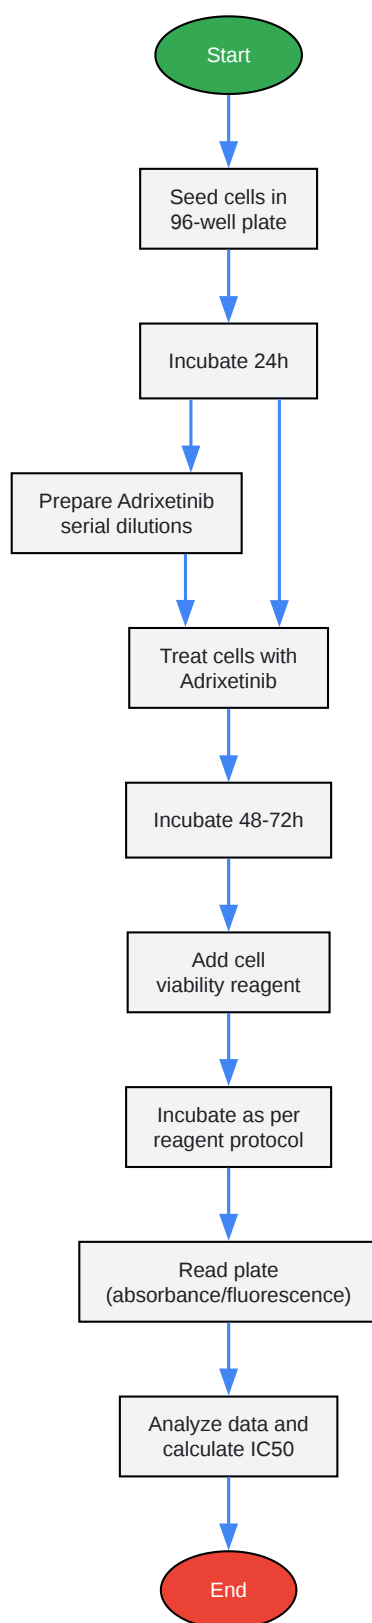 Start
Seed cells in
96-well plate
Incubate 24h
Prepare Adrixetinib
serial dilutions
Treat cells with
Adrixetinib
Incubate 48-72h
Add cell
viability reagent
Incubate as per
reagent protocol
Read plate
(absorbance/fluorescence)
Analyze data and
calculate IC50
End